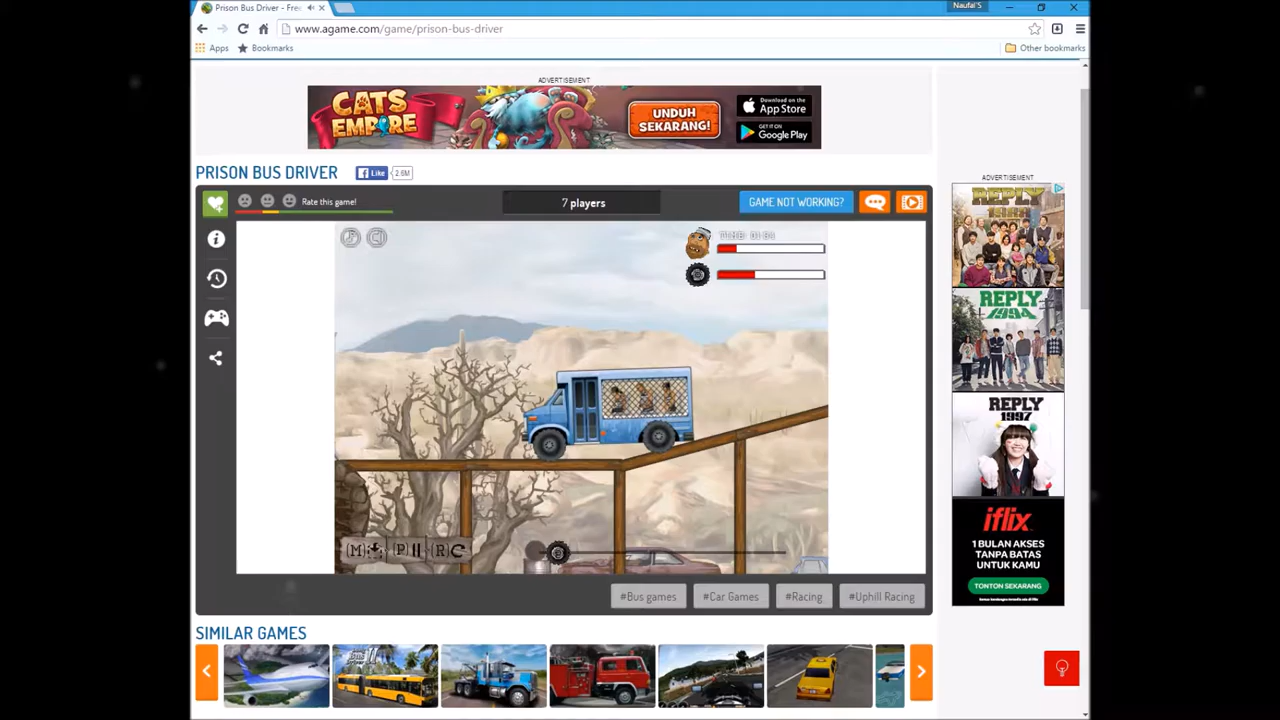 Prison Bus Driver - Fre
Naufal'S
www.agame.com/game/prison-bus-driver
Apps
Bookmarks
Other bookmarks
ADVERTISEMENT
CATS EMPIRE
UNDUH SEKARANG!
Download on the App Store
GET IT ON Google Play
PRISON BUS DRIVER
Like
2.6M
ADVERTISEMENT
Rate this game!
7 players
GAME NOT WORKING?
(M) (P) (R)
REPLY
REPLY
1994
REPLY
1997
iflix
1 BULAN AKSES
TANPA BATAS
UNTUK KAMU
TONTON SEKARANG
#Bus games
#Car Games
#Racing
#Uphill Racing
SIMILAR GAMES